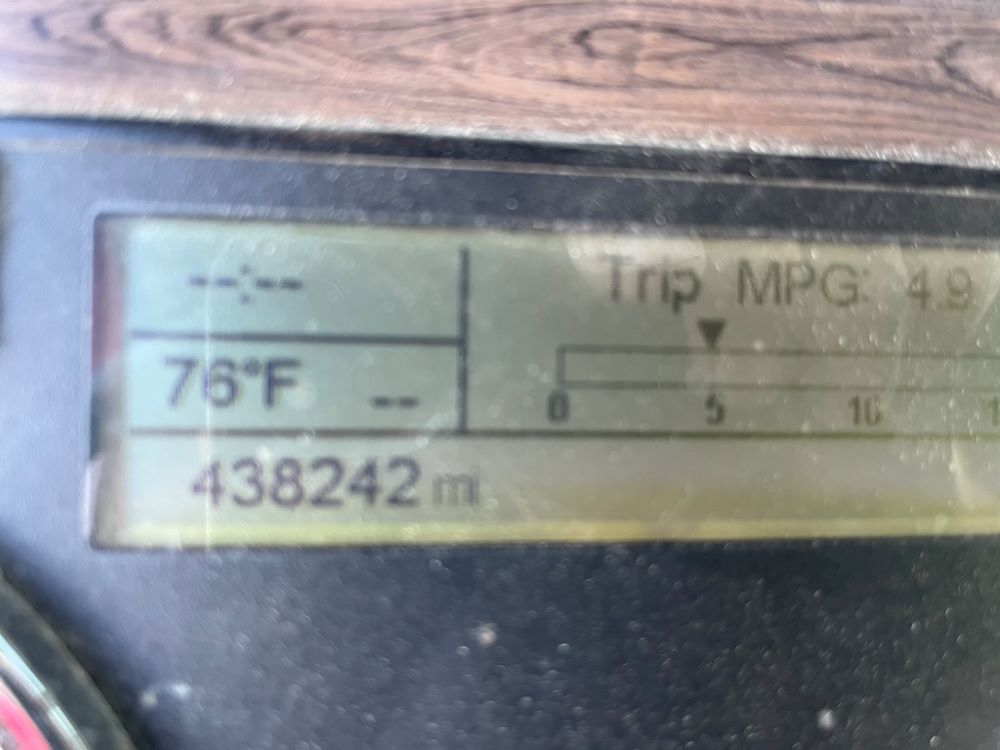 --:--
Trip MPG: 4.9
76°F --
0 5 10
438242 mi